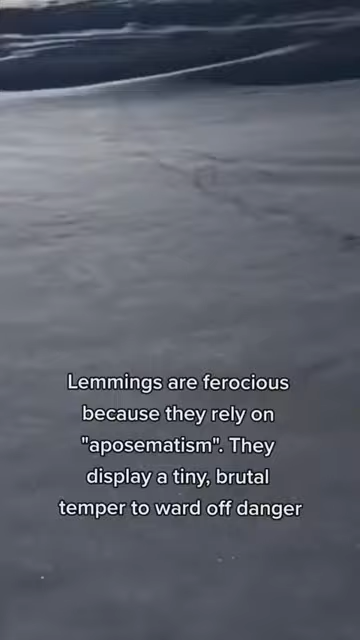 Lemmings are ferocious
because they rely on
"aposematism". They
display a tiny, brutal
temper to ward off danger